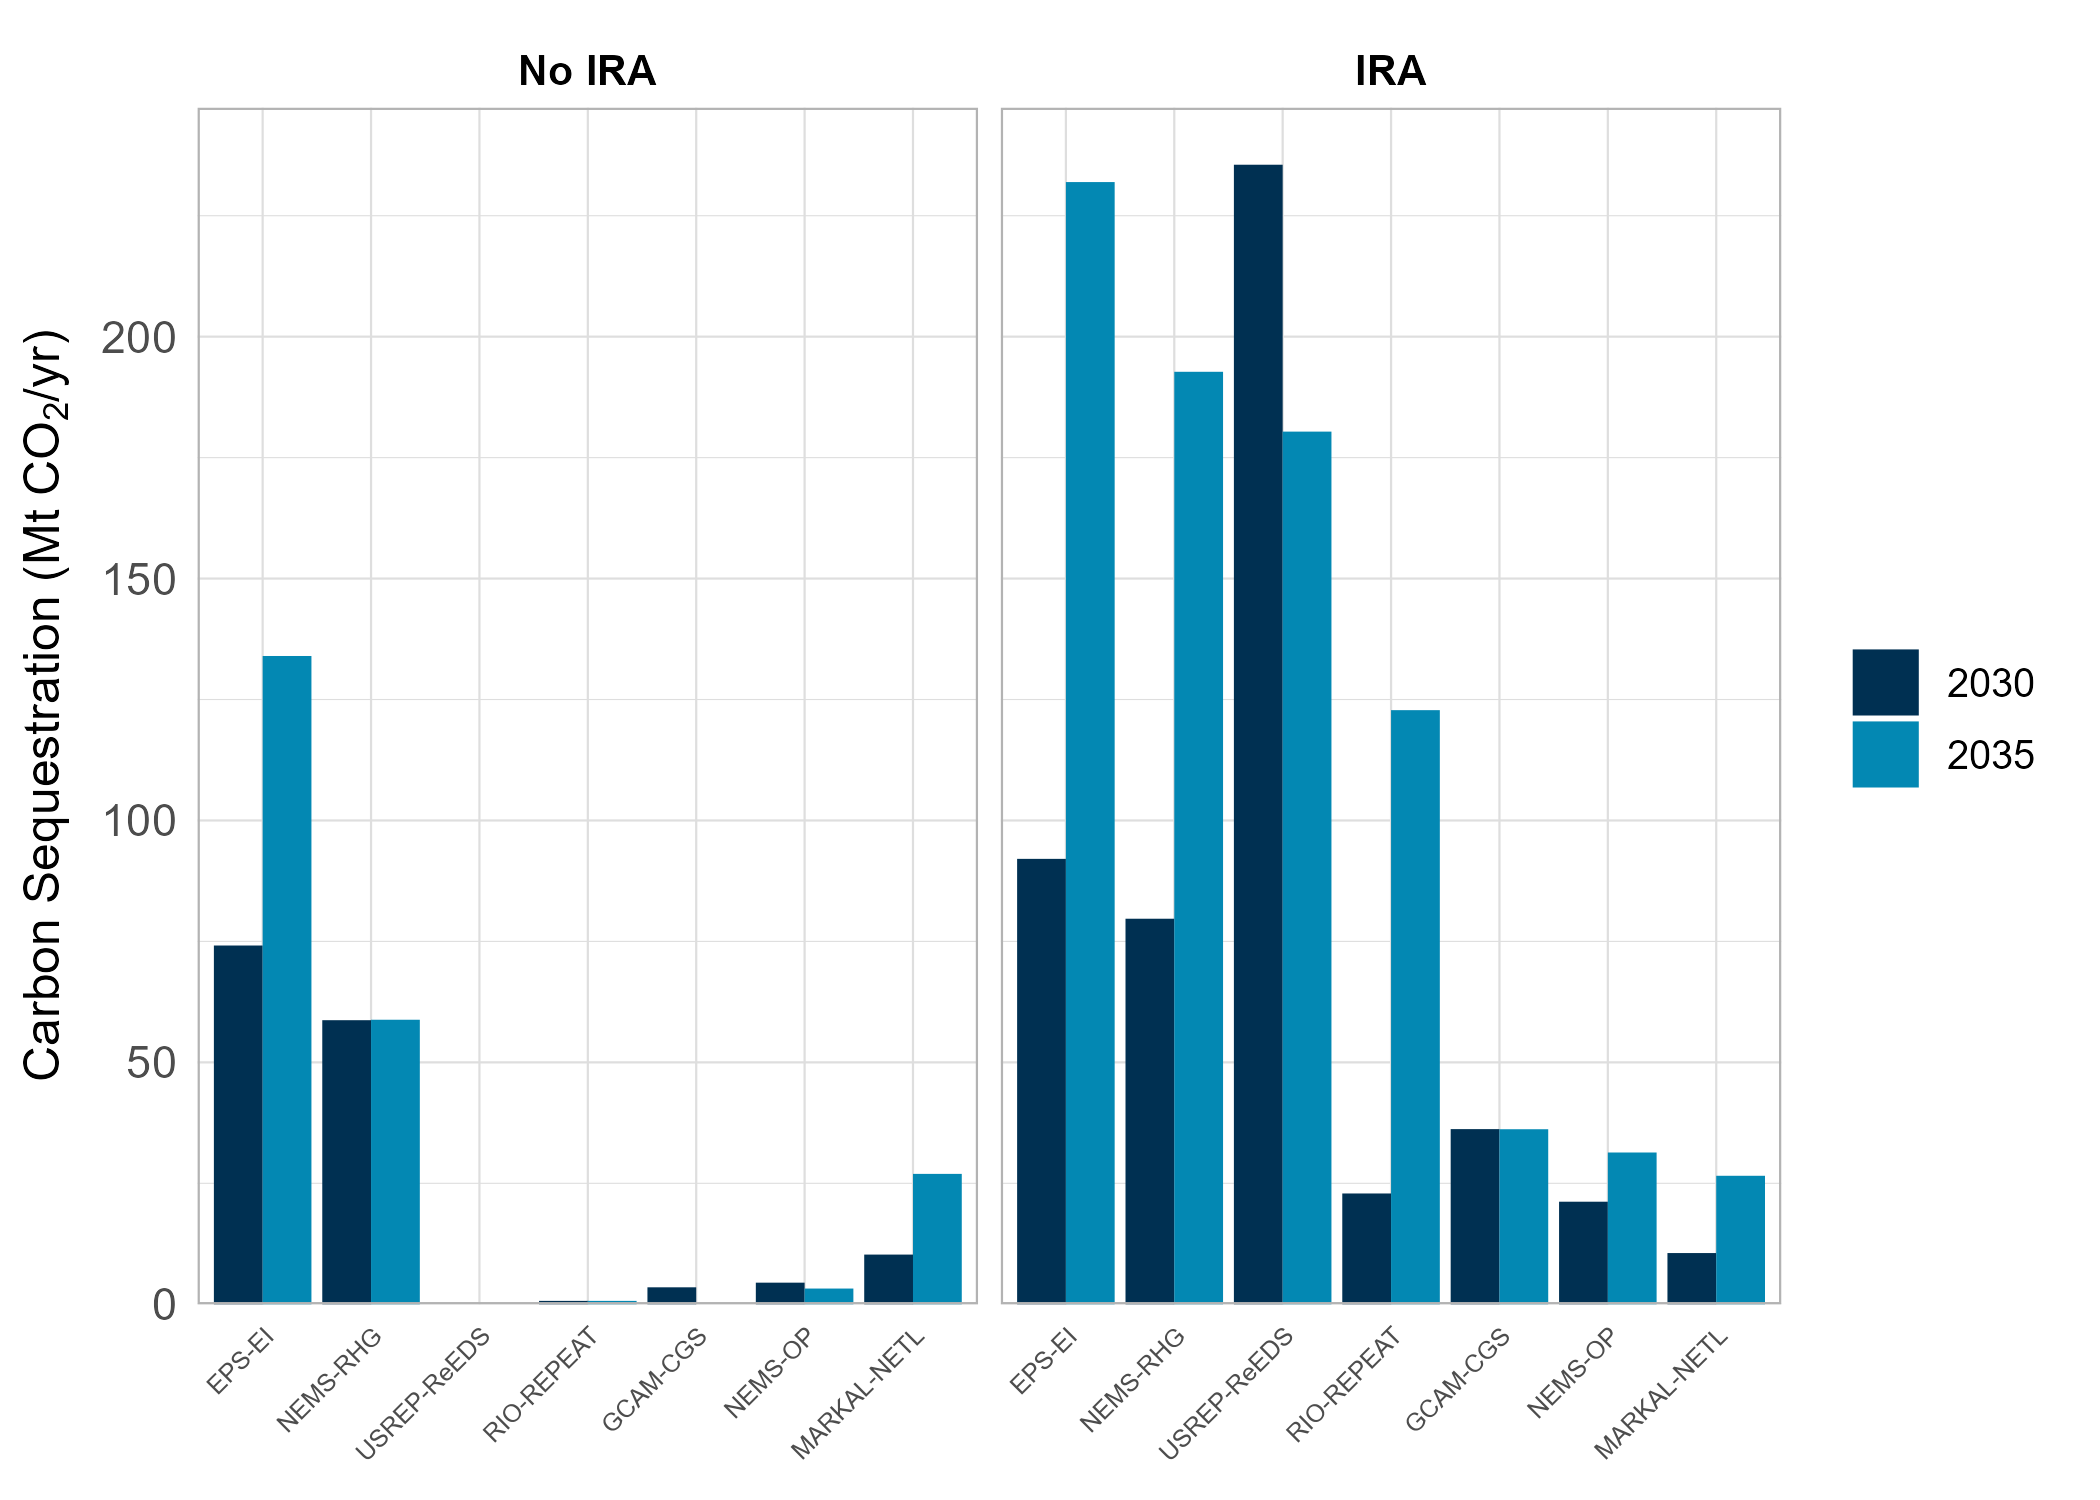 No IRA
IRA
Carbon Sequestration (Mt CO₂/yr)
200
150
100
50
0
EPS-EI
NEMS-RHG
USREP-ReEDS
RIO-REPEAT
GCAM-CGS
NEMS-OP
MARKAL-NETL
EPS-EI
NEMS-RHG
USREP-ReEDS
RIO-REPEAT
GCAM-CGS
NEMS-OP
MARKAL-NETL
2030
2035